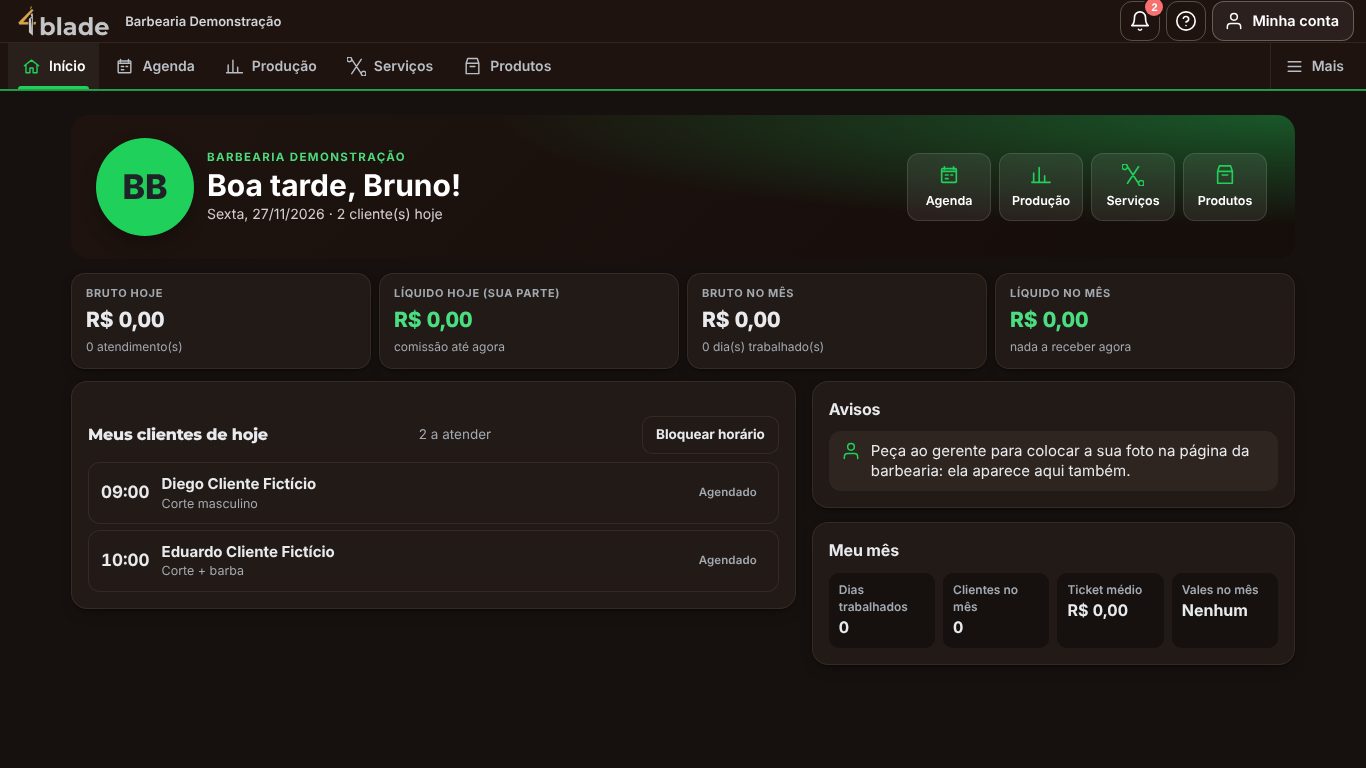 4blade
Barbearia Demonstração
2
Minha conta
Início
Agenda
Produção
Serviços
Produtos
Mais
BB
BARBEARIA DEMONSTRAÇÃO
Boa tarde, Bruno!
Sexta, 27/11/2026 · 2 cliente(s) hoje
Agenda
Produção
Serviços
Produtos
BRUTO HOJE
R$ 0,00
0 atendimento(s)
LÍQUIDO HOJE (SUA PARTE)
R$ 0,00
comissão até agora
BRUTO NO MÊS
R$ 0,00
0 dia(s) trabalhado(s)
LÍQUIDO NO MÊS
R$ 0,00
nada a receber agora
Meus clientes de hoje
2 a atender
Bloquear horário
09:00
Diego Cliente Fictício
Corte masculino
Agendado
10:00
Eduardo Cliente Fictício
Corte + barba
Agendado
Avisos
Peça ao gerente para colocar a sua foto na página da
barbearia: ela aparece aqui também.
Meu mês
Dias
trabalhados
0
Clientes no
mês
0
Ticket médio
R$ 0,00
Vales no mês
Nenhum